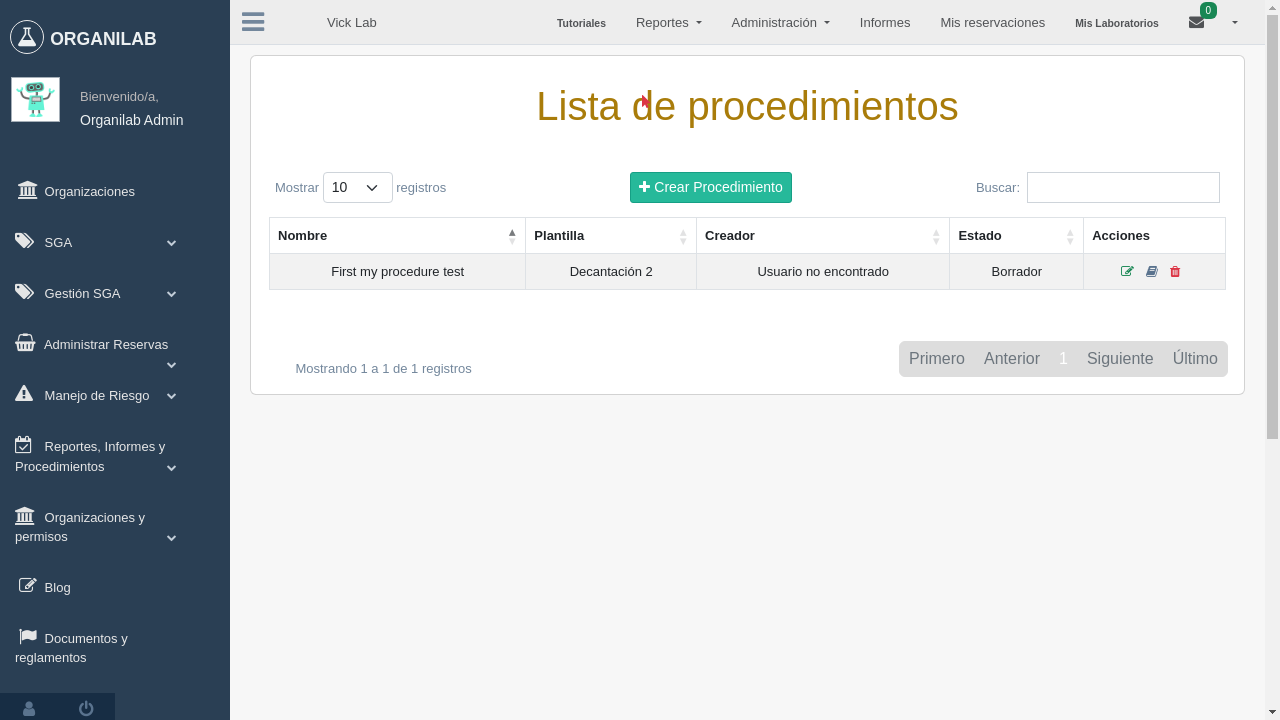 ORGANILAB
Bienvenido/a,
Organilab Admin
Organizaciones
SGA
Gestión SGA
Administrar Reservas
Manejo de Riesgo
Reportes, Informes y
Procedimientos
Organizaciones y
permisos
Blog
Documentos y
reglamentos
Vick Lab Tutoriales Reportes Administración Informes Mis reservaciones Mis Laboratorios 0
Lista de procedimientos
Mostrar 10 registros Crear Procedimiento Buscar:
Nombre Plantilla Creador Estado Acciones
First my procedure test Decantación 2 Usuario no encontrado Borrador
Mostrando 1 a 1 de 1 registros
Primero Anterior 1 Siguiente Último